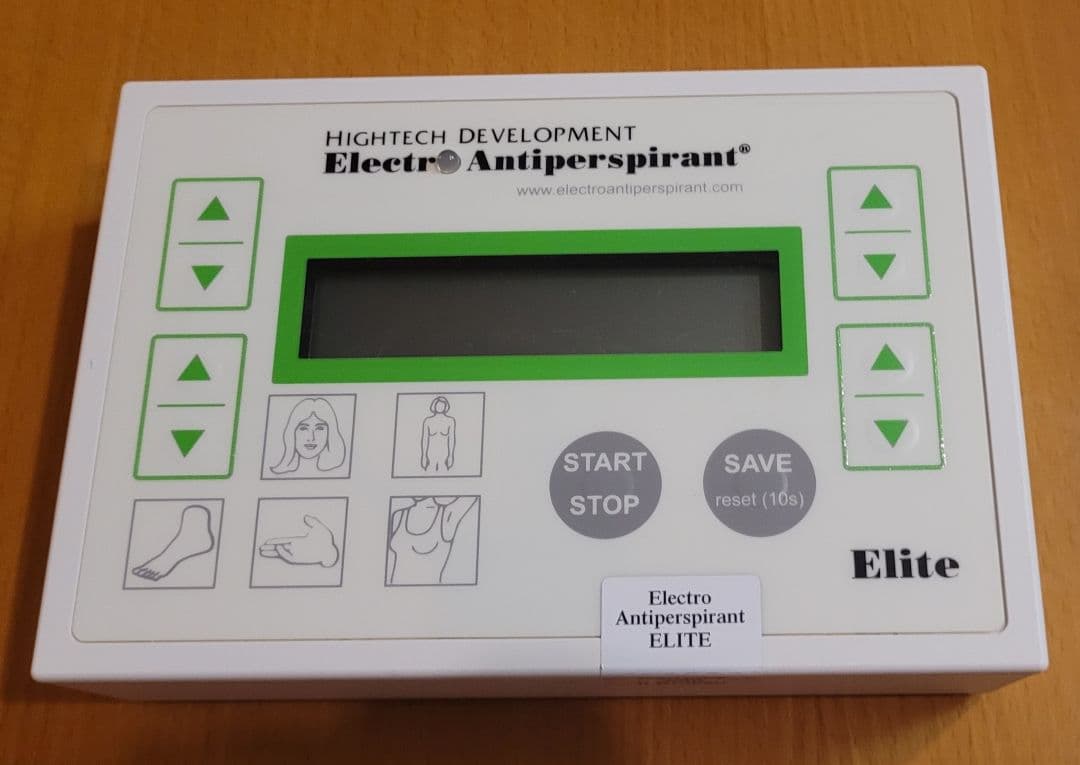 HIGHTECH DEVELOPMENT
Electro Antiperspirant®
www.electroantiperspirant.com
START
STOP
SAVE
reset (10s)
Elite
Electro
Antiperspirant
ELITE